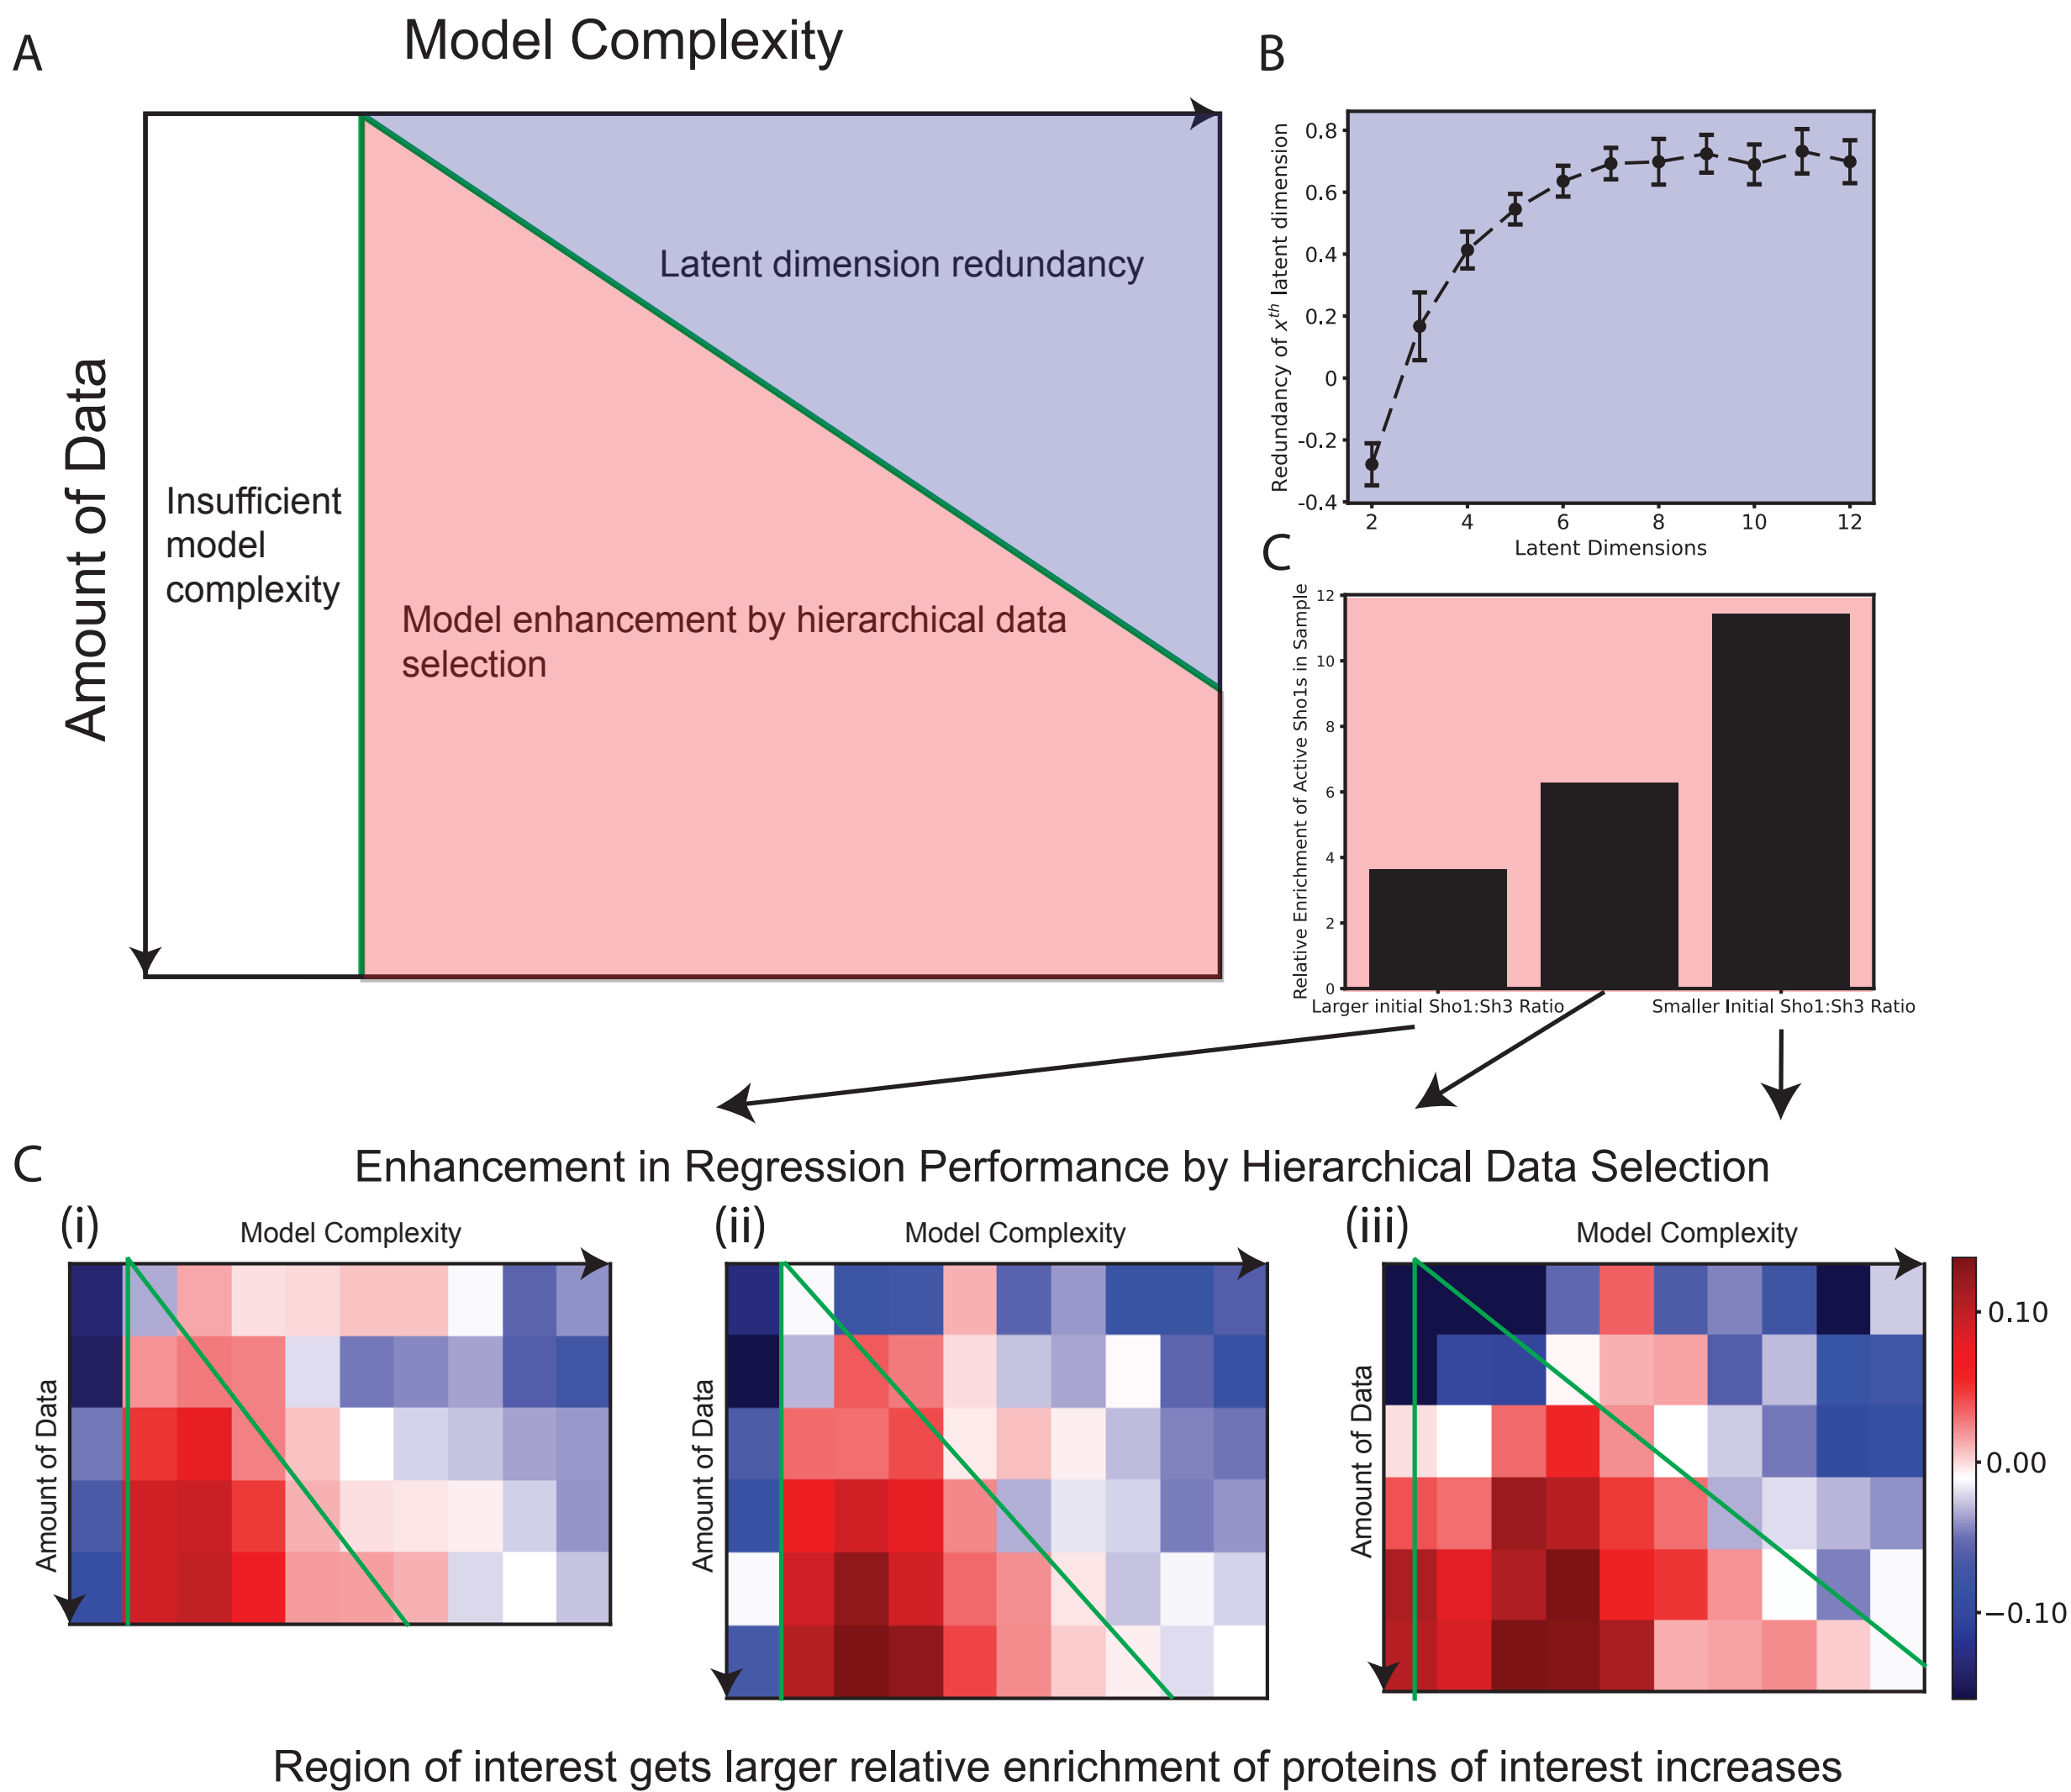 A
Model Complexity
Amount of Data
Insufficient
model
complexity
Latent dimension redundancy
Model enhancement by hierarchical data
selection
B
Redundancy of x^th latent dimension
0.8
0.6
0.4
0.2
0
-0.2
-0.4
2 4 6 8 10 12
Latent Dimensions
C
Relative Enrichment of Active Sho1s in Sample
12
10
8
6
4
2
0
Larger initial Sho1:Sh3 Ratio
Smaller Initial Sho1:Sh3 Ratio
C
Enhancement in Regression Performance by Hierarchical Data Selection
(i)
Model Complexity
Amount of Data
(ii)
Model Complexity
Amount of Data
(iii)
Model Complexity
Amount of Data
0.10
0.00
−0.10
Region of interest gets larger relative enrichment of proteins of interest increases